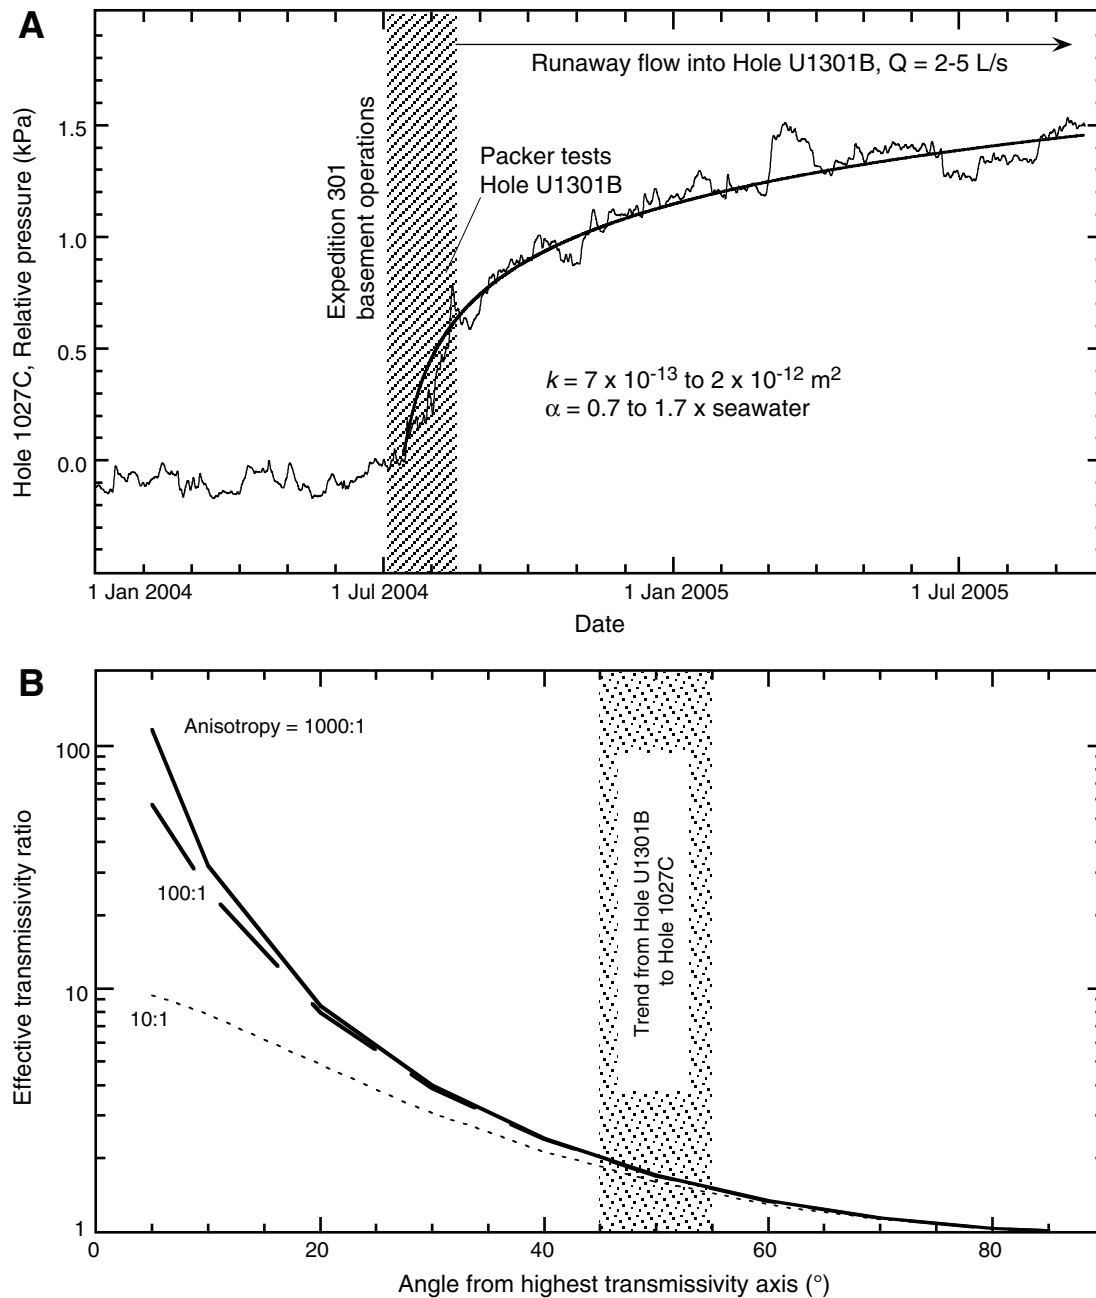 A
Runaway flow into Hole U1301B, Q = 2-5 L/s
Expedition 301
basement operations
Packer tests
Hole U1301B
Hole 1027C, Relative pressure (kPa)
1.5
1.0
0.5
0.0
k = 7 x 10⁻¹³ to 2 x 10⁻¹² m²
α = 0.7 to 1.7 x seawater
1 Jan 2004
1 Jul 2004
1 Jan 2005
1 Jul 2005
Date
B
Anisotropy = 1000:1
100:1
10:1
Trend from Hole U1301B
to Hole 1027C
Effective transmissivity ratio
100
10
1
0
20
40
60
80
Angle from highest transmissivity axis (°)